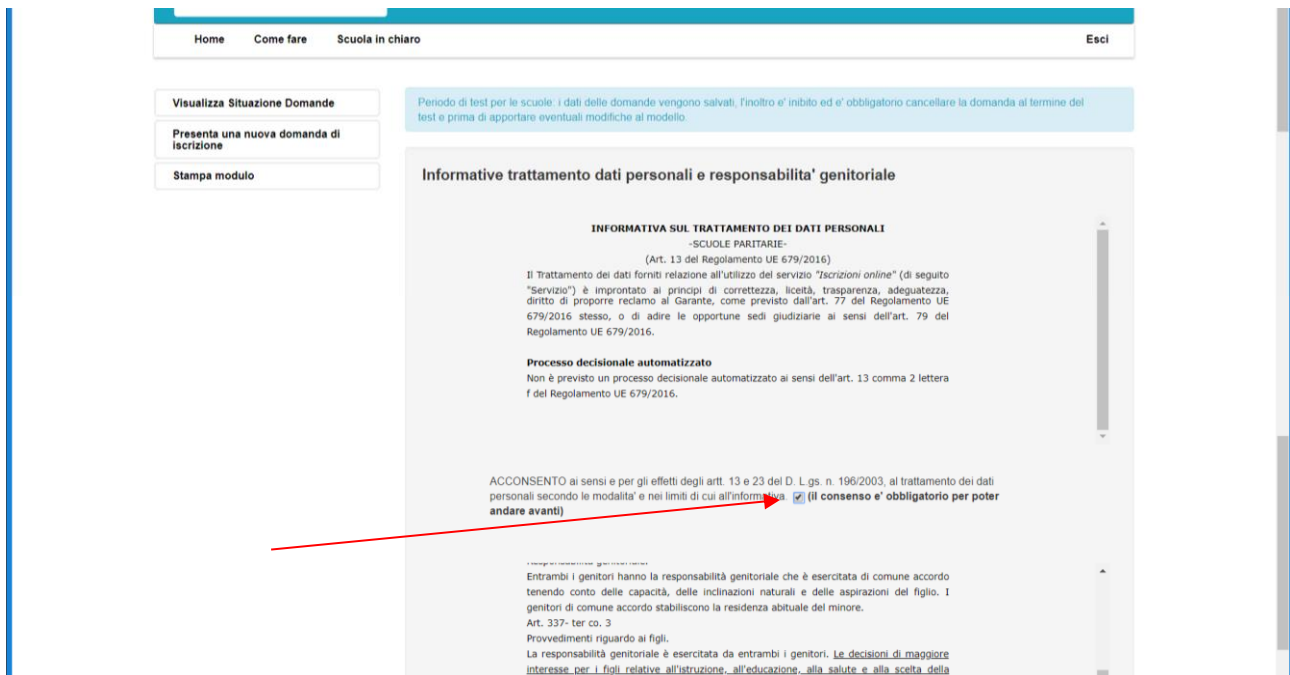 Home Come fare Scuola in chiaro Esci
Visualizza Situazione Domande
Presenta una nuova domanda di
iscrizione
Stampa modulo
Periodo di test per le scuole: i dati delle domande vengono salvati, l'inoltro e' inibito ed e' obbligatorio cancellare la domanda al termine del
test e prima di apportare eventuali modifiche al modello.
Informative trattamento dati personali e responsabilita' genitoriale
INFORMATIVA SUL TRATTAMENTO DEI DATI PERSONALI
-SCUOLE PARITARIE-
(Art. 13 del Regolamento UE 679/2016)
Il Trattamento dei dati forniti relazione all'utilizzo del servizio "Iscrizioni online" (di seguito
"Servizio") è improntato ai principi di correttezza, liceità, trasparenza, adeguatezza,
diritto di proporre reclamo al Garante, come previsto dall'art. 77 del Regolamento UE
679/2016 stesso, o di adire le opportune sedi giudiziarie ai sensi dell'art. 79 del
Regolamento UE 679/2016.
Processo decisionale automatizzato
Non è previsto un processo decisionale automatizzato ai sensi dell'art. 13 comma 2 lettera
f del Regolamento UE 679/2016.
ACCONSENTO ai sensi e per gli effetti degli artt. 13 e 23 del D. L.gs. n. 196/2003, al trattamento dei dati
personali secondo le modalita' e nei limiti di cui all'informativa. (il consenso e' obbligatorio per poter
andare avanti)
Entrambi i genitori hanno la responsabilità genitoriale che è esercitata di comune accordo
tenendo conto delle capacità, delle inclinazioni naturali e delle aspirazioni del figlio. I
genitori di comune accordo stabiliscono la residenza abituale del minore.
Art. 337- ter co. 3
Provvedimenti riguardo ai figli.
La responsabilità genitoriale è esercitata da entrambi i genitori. Le decisioni di maggiore
interesse per i figli relative all'istruzione, all'educazione, alla salute e alla scelta della